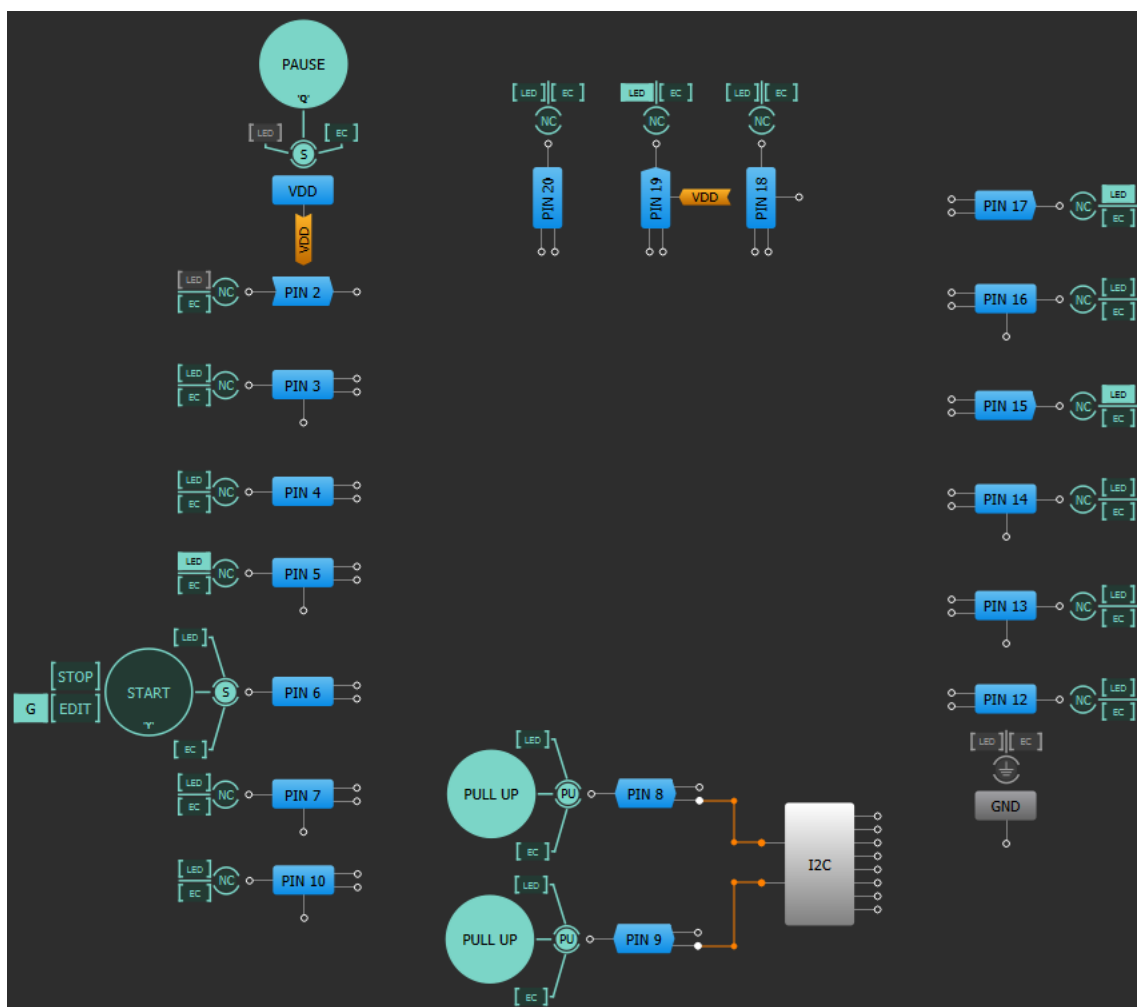 PAUSE
'Q'
LED
EC
S
VDD
VDD
LED EC
NC
PIN 20
LED EC
NC
PIN 19
VDD
LED EC
NC
PIN 18
LED
EC
NC
PIN 2
LED
EC
NC
PIN 3
LED
EC
NC
PIN 4
LED
EC
NC
PIN 5
LED
STOP
G
EDIT
START
'Y'
S
PIN 6
EC
LED
EC
NC
PIN 7
LED
EC
NC
PIN 10
LED
PULL UP
PU
PIN 8
EC
LED
PULL UP
PU
PIN 9
EC
I2C
PIN 17
NC
LED
EC
PIN 16
NC
LED
EC
PIN 15
NC
LED
EC
PIN 14
NC
LED
EC
PIN 13
NC
LED
EC
PIN 12
NC
LED
EC
LED EC
GND